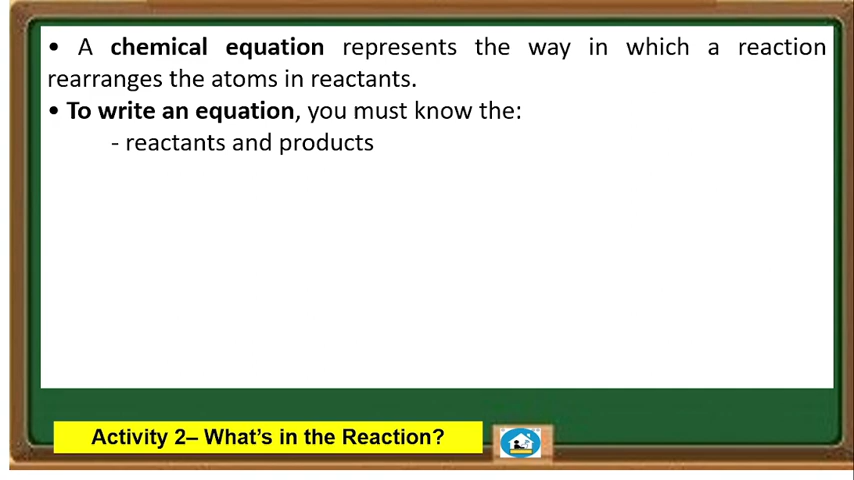 • A chemical equation represents the way in which a reaction
rearranges the atoms in reactants.
• To write an equation, you must know the:
- reactants and products
Activity 2– What’s in the Reaction?